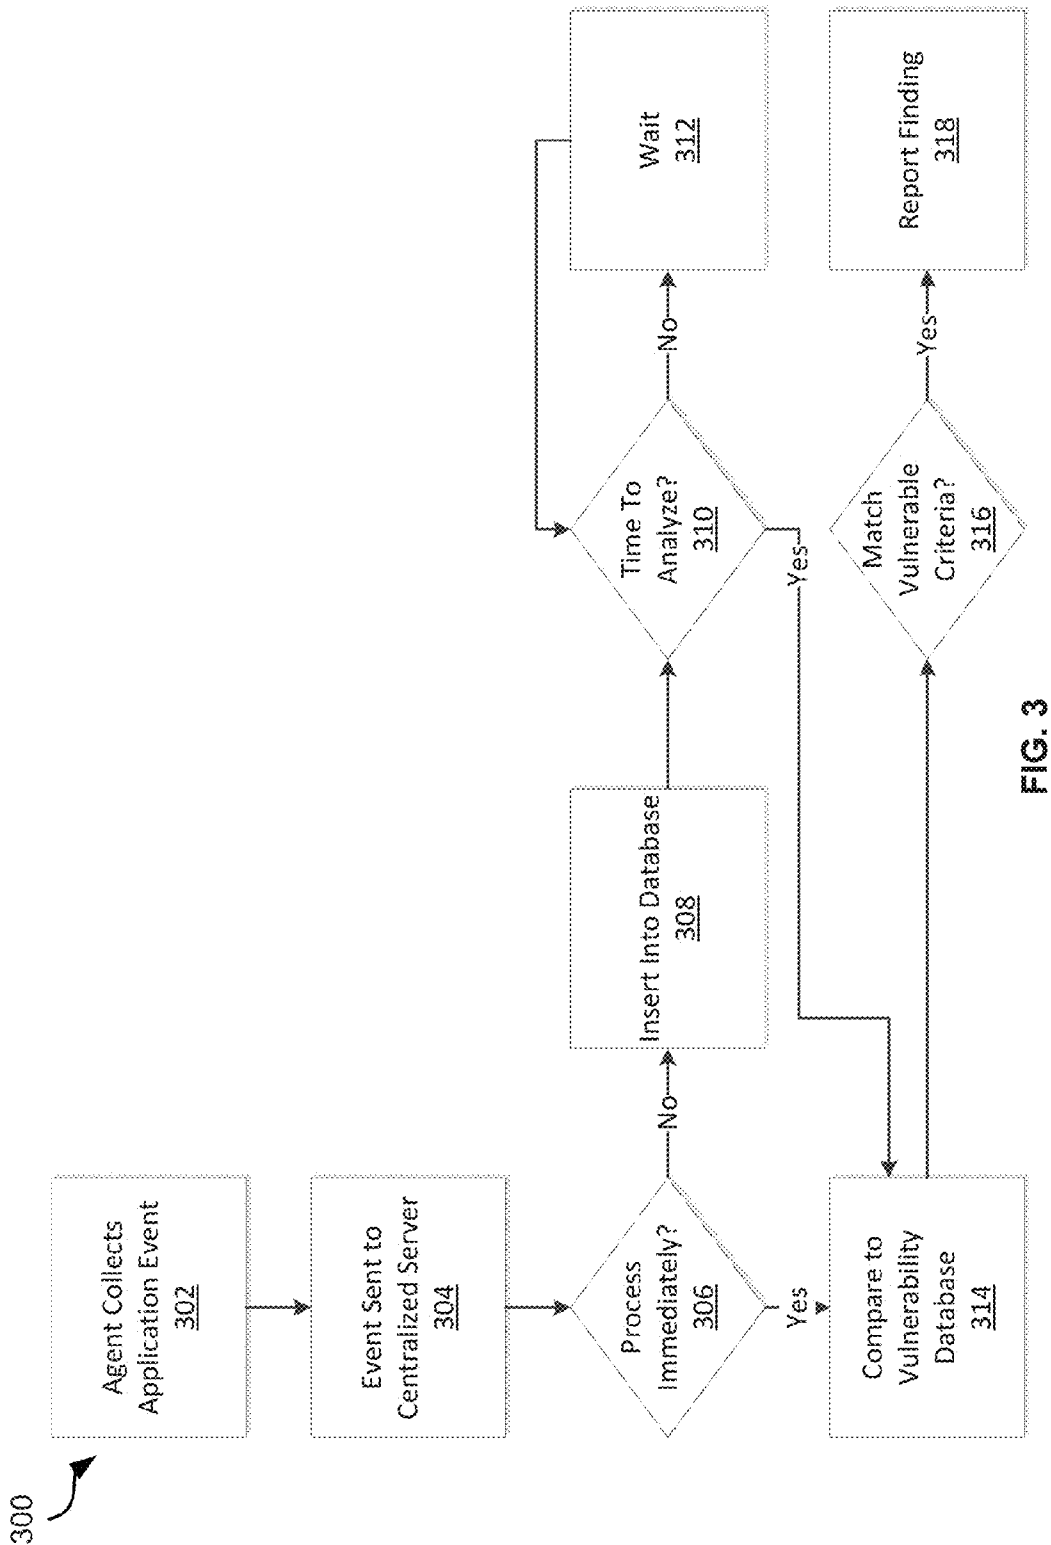 300
Agent Collects
Application Event
302
Event Sent to
Centralized Server
304
Process
Immediately?
306
No
Insert Into Database
308
Time To
Analyze?
310
No
Wait
312
Yes
Yes
Compare to
Vulnerability
Database
314
Match
Vulnerable
Criteria?
316
Yes
Report Finding
318
FIG. 3